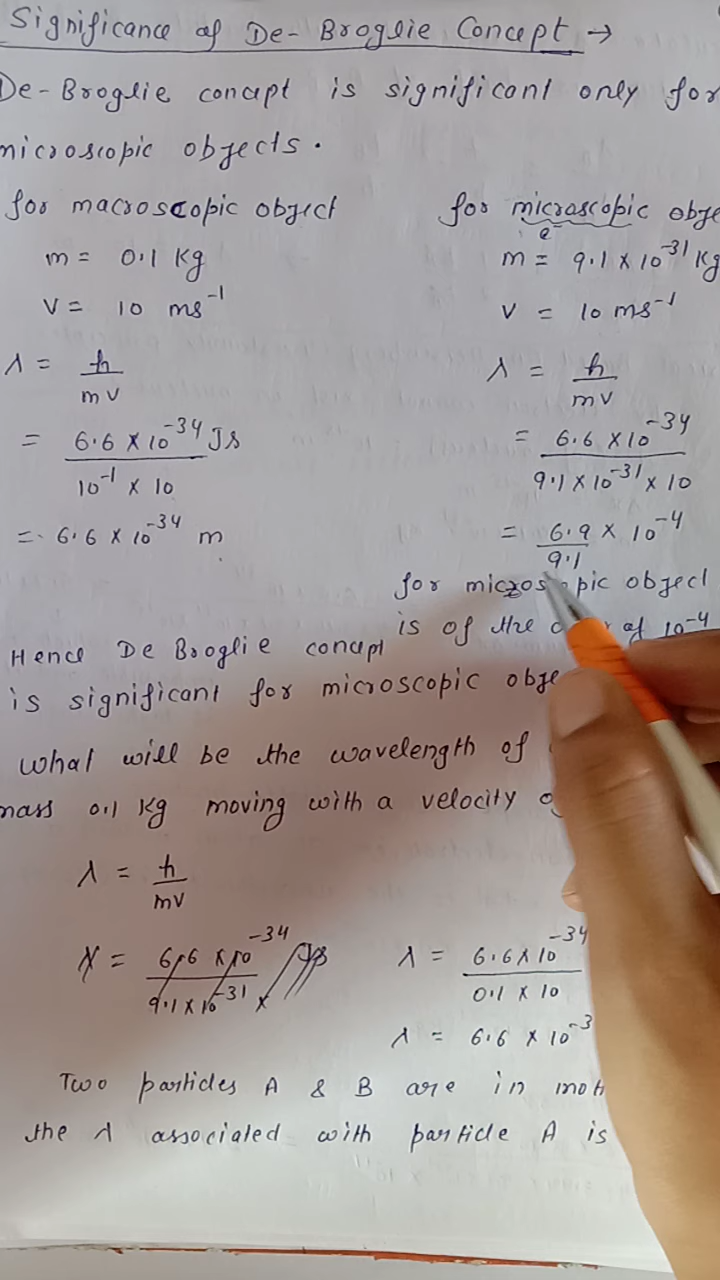 Significance of De-Broglie Concept →
De-Broglie concapt is significant only for
microscopic objects.
for macroscopic object
m = 0.1 Kg
v = 10 ms⁻¹
λ = h/mv
= 6.6 × 10⁻³⁴ Js / 10⁻¹ × 10
= 6.6 × 10⁻³⁴ m
for microscopic obje
e⁻
m = 9.1 × 10⁻³¹ Kg
v = 10 ms⁻¹
λ = h/mv
= 6.6 × 10⁻³⁴ / 9.1 × 10⁻³¹ × 10
= 6.9/9.1 × 10⁻⁴
for object
is of the of 10⁻⁴
Hence De Broglie concapt
is significant for microscopic obje
What will be the wavelength of
mass 0.1 Kg moving with a velocity
λ = h/mv
λ = 6.6 × 10⁻³⁴ / 9.1 × 10⁻³¹ ×
λ = 6.6 × 10⁻³⁴ / 0.1 × 10
λ = 6.6 × 10⁻³
Two particles A & B are in mot
the λ associated with particle A is